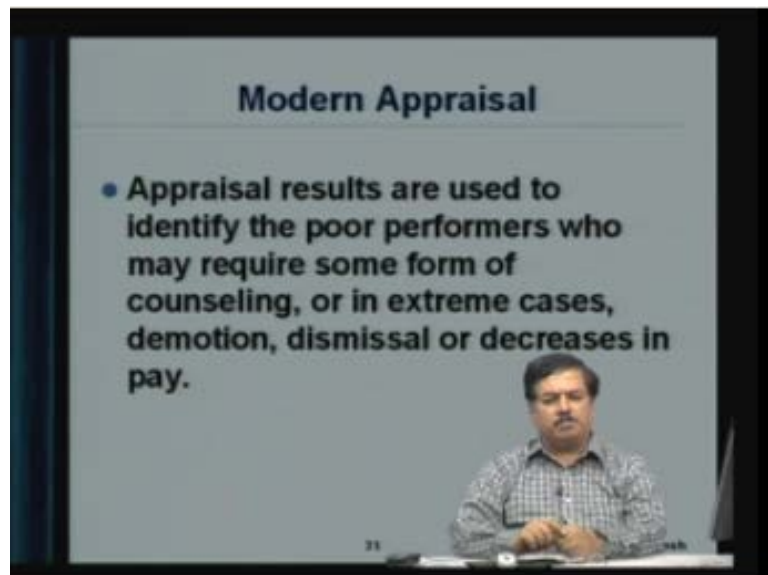 Modern Appraisal
• Appraisal results are used to
identify the poor performers who
may require some form of
counseling, or in extreme cases,
demotion, dismissal or decreases in
pay.